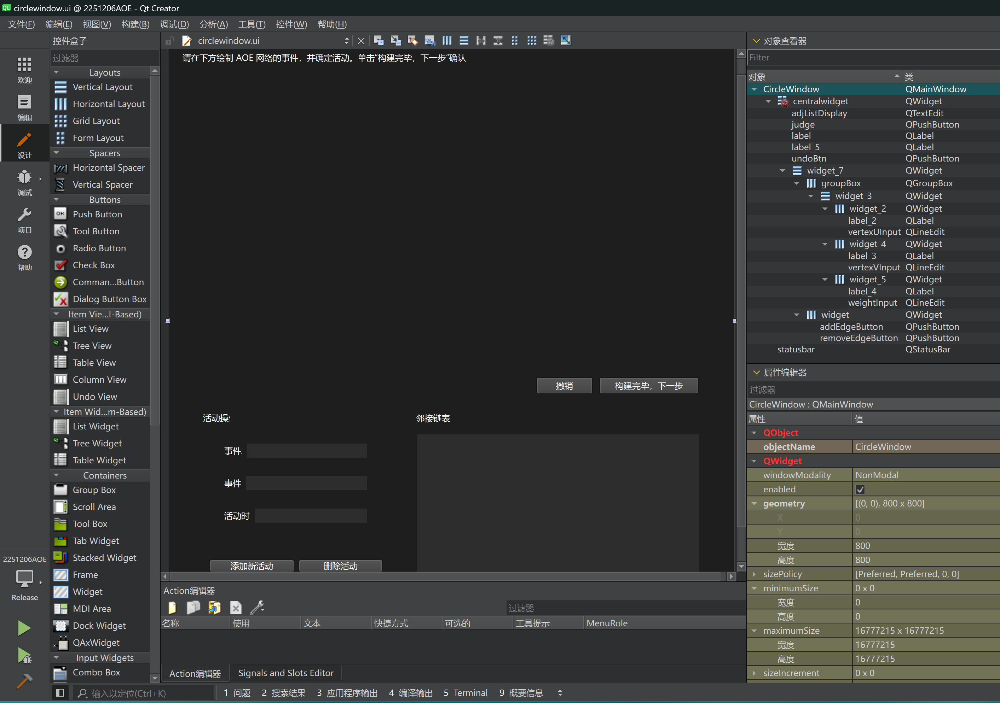 circlewindow.ui @ 2251206AOE - Qt Creator
文件(F) 编辑(E) 视图(V) 构建(B) 调试(D) 分析(A) 工具(T) 控件(W) 帮助(H)
欢迎
编辑
设计
调试
项目
帮助
2251206AOE
Release
控件盒子
过滤器
Layouts
Vertical Layout
Horizontal Layout
Grid Layout
Form Layout
Spacers
Horizontal Spacer
Vertical Spacer
Buttons
OK Push Button
Tool Button
Radio Button
Check Box
Comman...Button
Dialog Button Box
Item Vie...l-Based)
List View
Tree View
Table View
Column View
Undo View
Item Wid...m-Based)
List Widget
Tree Widget
Table Widget
Containers
Group Box
Scroll Area
Tool Box
Tab Widget
Stacked Widget
Frame
Widget
MDI Area
Dock Widget
QAxWidget
Input Widgets
Combo Box
circlewindow.ui
请在下方绘制 AOE 网络的事件，并确定活动。单击“构建完毕，下一步”确认
撤销 构建完毕，下一步
活动操 邻接链表
事件
事件
活动时
添加新活动 删除活动
Action编辑器
过滤器
名称 使用 文本 快捷方式 可选的 工具提示 MenuRole
Action编辑器 Signals and Slots Editor
对象查看器
Filter
对象 类
CircleWindow QMainWindow
centralwidget QWidget
adjListDisplay QTextEdit
judge QPushButton
label QLabel
label_5 QLabel
undoBtn QPushButton
widget_7 QWidget
groupBox QGroupBox
widget_3 QWidget
widget_2 QWidget
label_2 QLabel
vertexUInput QLineEdit
widget_4 QWidget
label_3 QLabel
vertexVInput QLineEdit
widget_5 QWidget
label_4 QLabel
weightInput QLineEdit
widget QWidget
addEdgeButton QPushButton
removeEdgeButton QPushButton
statusbar QStatusBar
属性编辑器
过滤器
CircleWindow : QMainWindow
属性 值
QObject
objectName CircleWindow
QWidget
windowModality NonModal
enabled
geometry [(0, 0), 800 x 800]
X 0
Y 0
宽度 800
高度 800
sizePolicy [Preferred, Preferred, 0, 0]
minimumSize 0 x 0
宽度 0
高度 0
maximumSize 16777215 x 16777215
宽度 16777215
高度 16777215
sizeIncrement 0 x 0
输入以定位(Ctrl+K) 1 问题 2 搜索结果 3 应用程序输出 4 编译输出 5 Terminal 9 概要信息